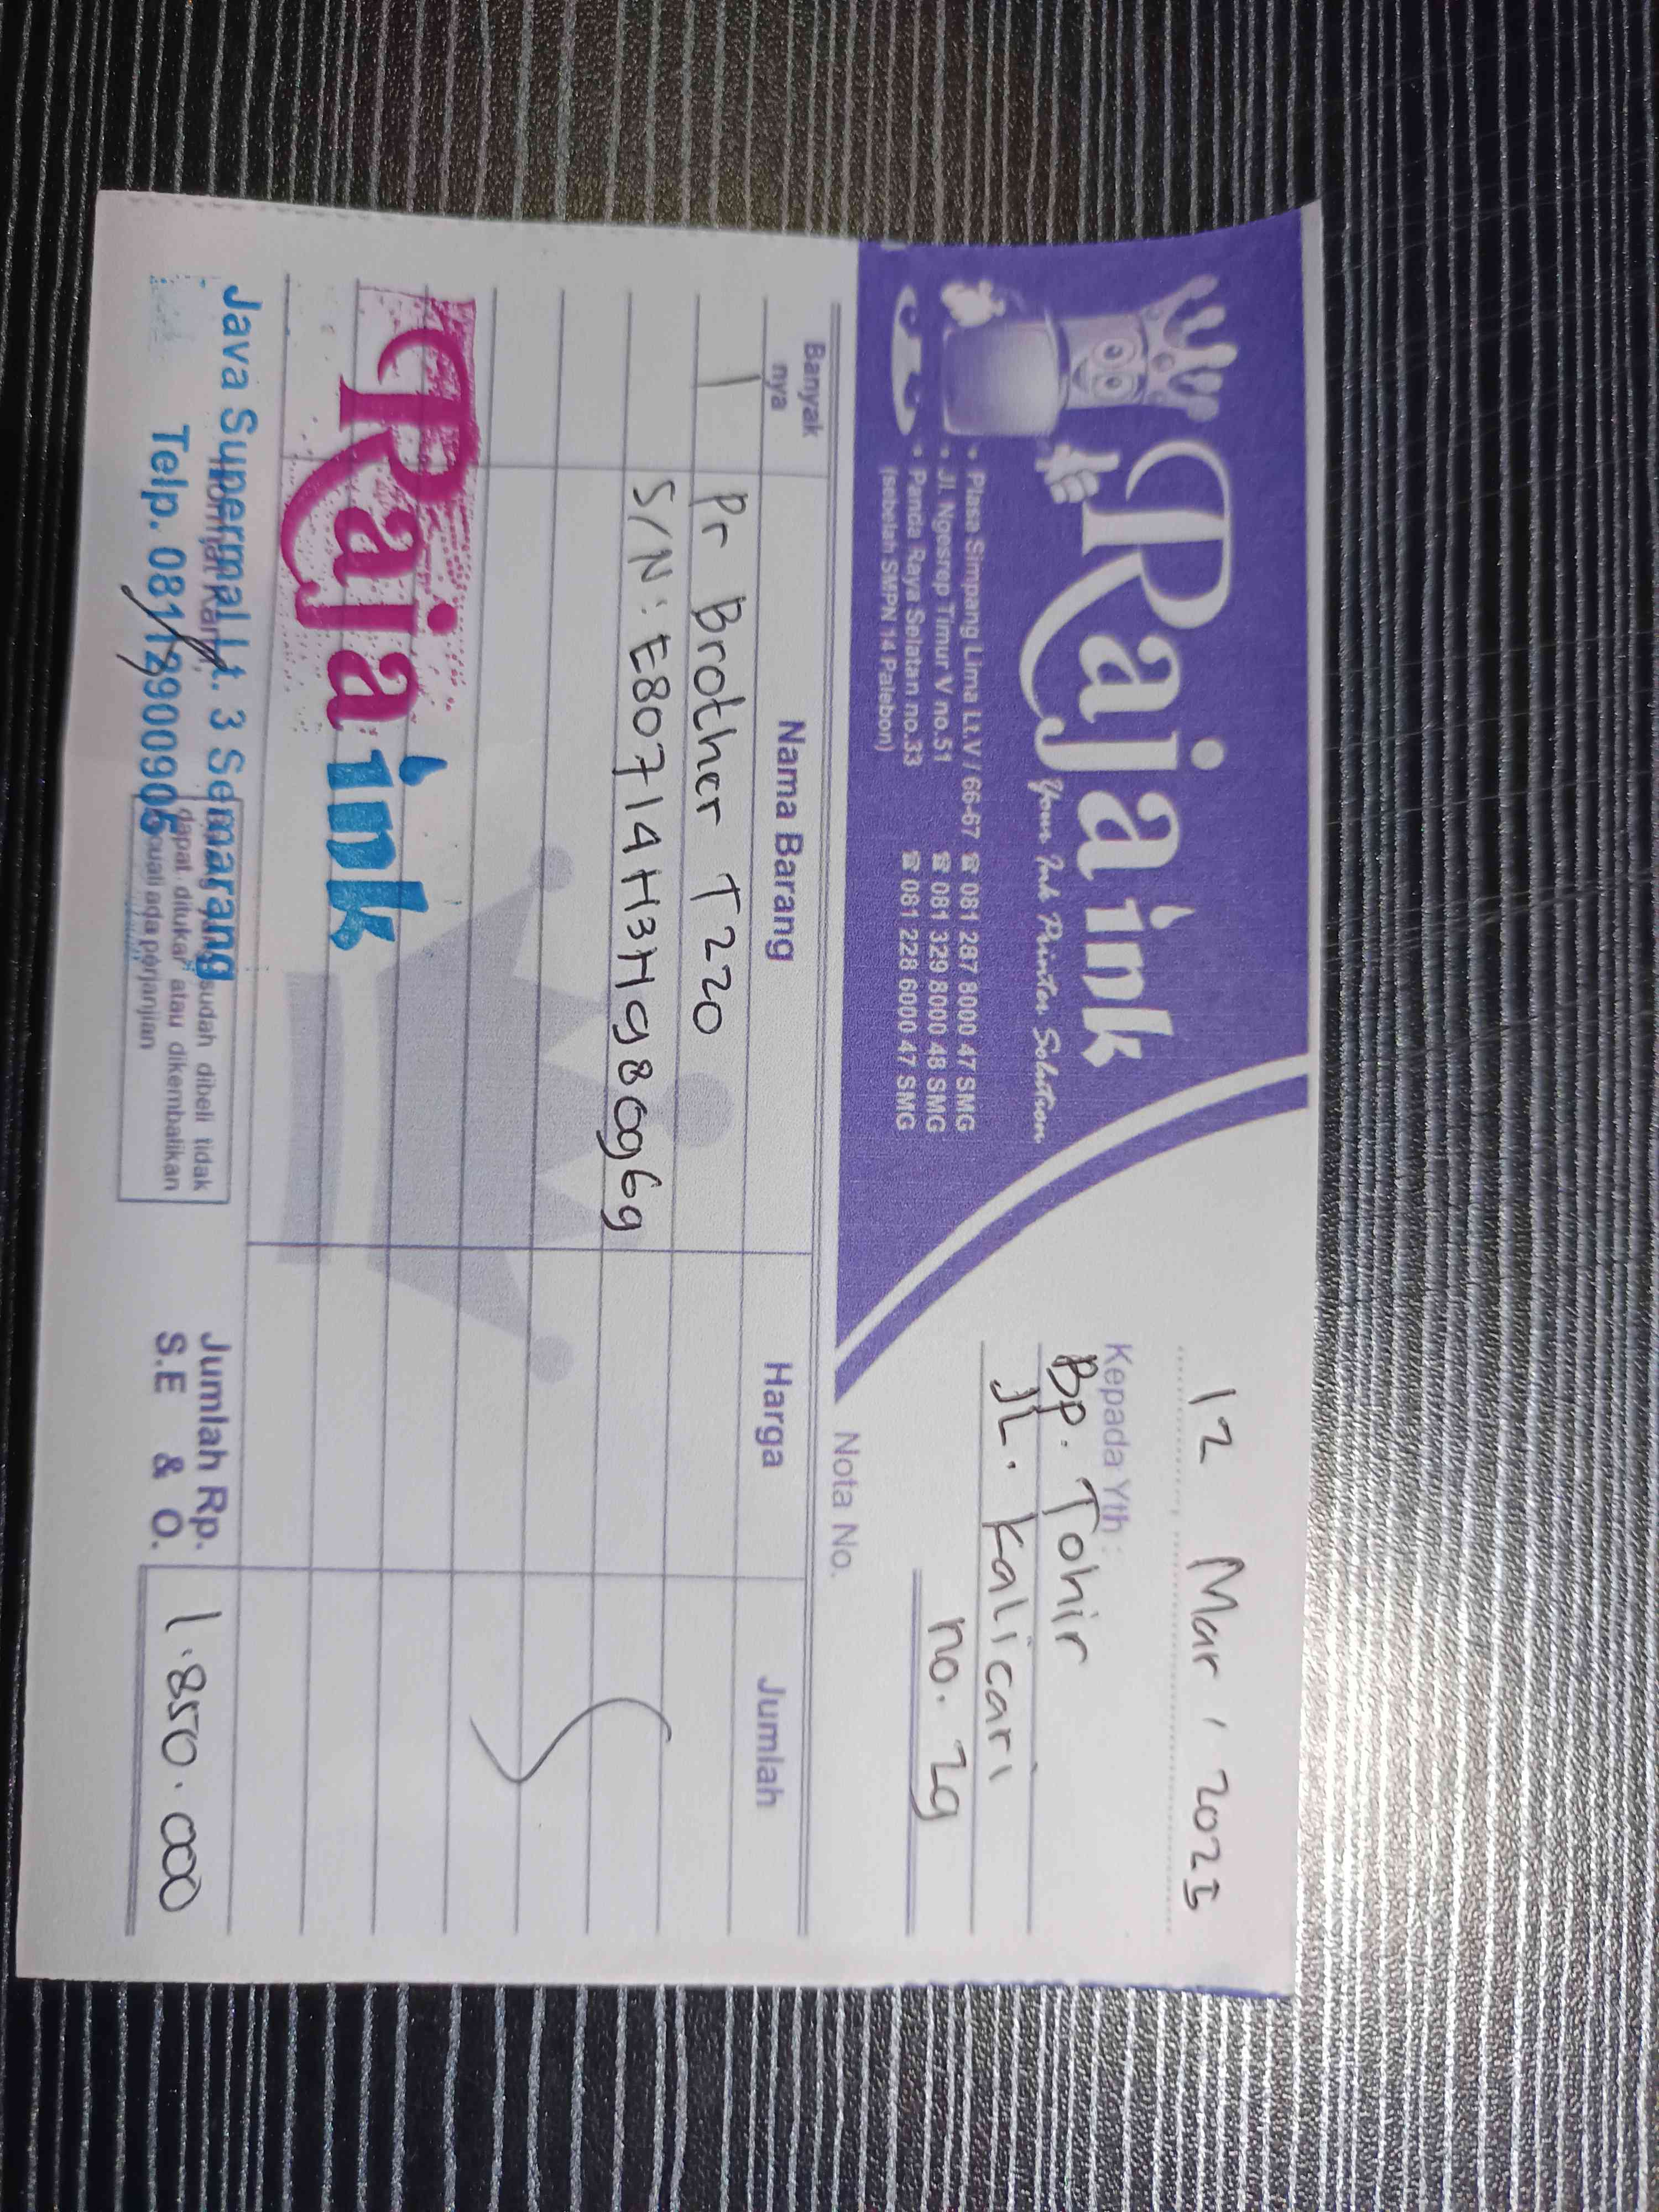 Raja ink
Your Ink Printer Solution
• Plasa Simpang Lima Lt.V / 66-67 ☎ 081 287 8000 47 SMG
• Jl. Ngesrep Timur V no.51 ☎ 081 329 8000 48 SMG
• Panda Raya Selatan no.33 ☎ 081 228 6000 47 SMG
(sebelah SMPN 14 Palebon)
12 Mar, 2025
Kepada Yth :
Bp. Tohir
JL. Kalicari
no. 29
Nota No.
Banyak nya Nama Barang Harga Jumlah
1 Pr Brother T220
S/N: E80714H3H980969
Raja ink
Java Supermall Lt. 3 Semarang
Telp. 081129009005
Hormat Kami,
sudah dibeli tidak
dapat ditukar atau dikembalikan
ada perjanjian
Jumlah Rp. 1.850.000
S.E & O.